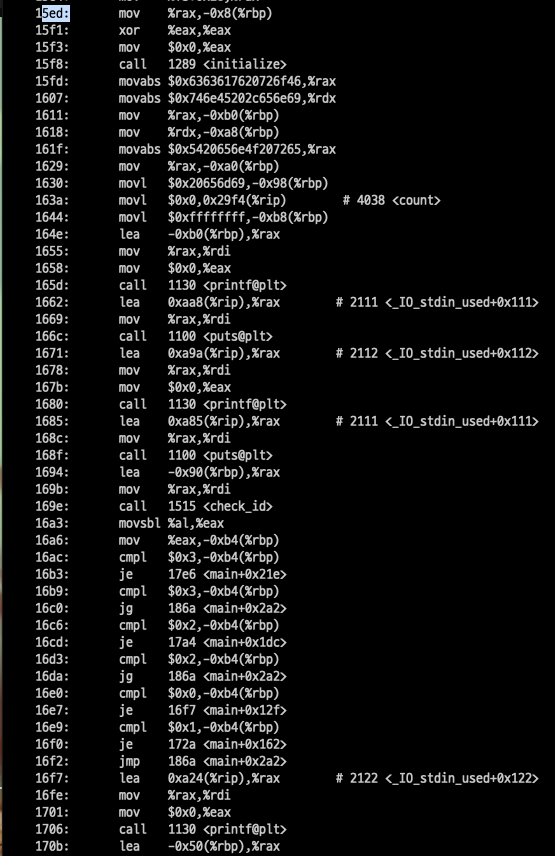 15ed: mov %rax,-0x8(%rbp)
15f1: xor %eax,%eax
15f3: mov $0x0,%eax
15f8: call 1289 <initialize>
15fd: movabs $0x6363617620726f46,%rax
1607: movabs $0x746e45202c656e69,%rdx
1611: mov %rax,-0xb0(%rbp)
1618: mov %rdx,-0xa8(%rbp)
161f: movabs $0x5420656e4f207265,%rax
1629: mov %rax,-0xa0(%rbp)
1630: movl $0x20656d69,-0x98(%rbp)
163a: movl $0x0,0x29f4(%rip) # 4038 <count>
1644: movl $0xffffffff,-0xb8(%rbp)
164e: lea -0xb0(%rbp),%rax
1655: mov %rax,%rdi
1658: mov $0x0,%eax
165d: call 1130 <printf@plt>
1662: lea 0xaa8(%rip),%rax # 2111 <_IO_stdin_used+0x111>
1669: mov %rax,%rdi
166c: call 1100 <puts@plt>
1671: lea 0xa9a(%rip),%rax # 2112 <_IO_stdin_used+0x112>
1678: mov %rax,%rdi
167b: mov $0x0,%eax
1680: call 1130 <printf@plt>
1685: lea 0xa85(%rip),%rax # 2111 <_IO_stdin_used+0x111>
168c: mov %rax,%rdi
168f: call 1100 <puts@plt>
1694: lea -0x90(%rbp),%rax
169b: mov %rax,%rdi
169e: call 1515 <check_id>
16a3: movsbl %al,%eax
16a6: mov %eax,-0xb4(%rbp)
16ac: cmpl $0x3,-0xb4(%rbp)
16b3: je 17e6 <main+0x21e>
16b9: cmpl $0x3,-0xb4(%rbp)
16c0: jg 186a <main+0x2a2>
16c6: cmpl $0x2,-0xb4(%rbp)
16cd: je 17a4 <main+0x1dc>
16d3: cmpl $0x2,-0xb4(%rbp)
16da: jg 186a <main+0x2a2>
16e0: cmpl $0x0,-0xb4(%rbp)
16e7: je 16f7 <main+0x12f>
16e9: cmpl $0x1,-0xb4(%rbp)
16f0: je 172a <main+0x162>
16f2: jmp 186a <main+0x2a2>
16f7: lea 0xa24(%rip),%rax # 2122 <_IO_stdin_used+0x122>
16fe: mov %rax,%rdi
1701: mov $0x0,%eax
1706: call 1130 <printf@plt>
170b: lea -0x50(%rbp),%rax